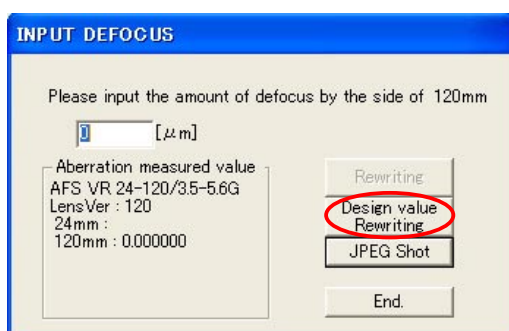 INPUT DEFOCUS
Please input the amount of defocus by the side of 120mm
0 [μm]
Aberration measured value
AFS VR 24-120/3.5-5.6G
LensVer : 120
24mm :
120mm : 0.000000
Rewriting
Design value
Rewriting
JPEG Shot
End.